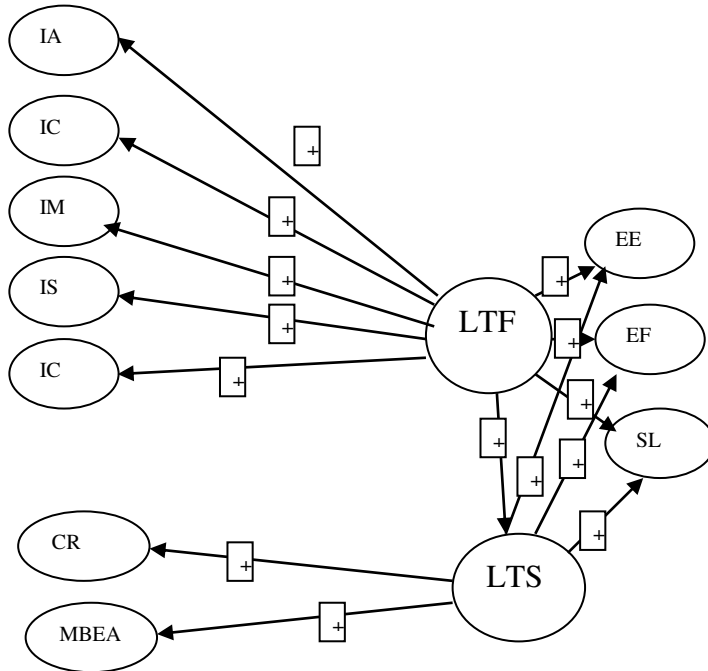 IA
IC
IM
IS
IC
CR
MBEA
LTF
LTS
EE
EF
SL
+
+
+
+
+
+
+
+
+
+
+
+
+
+